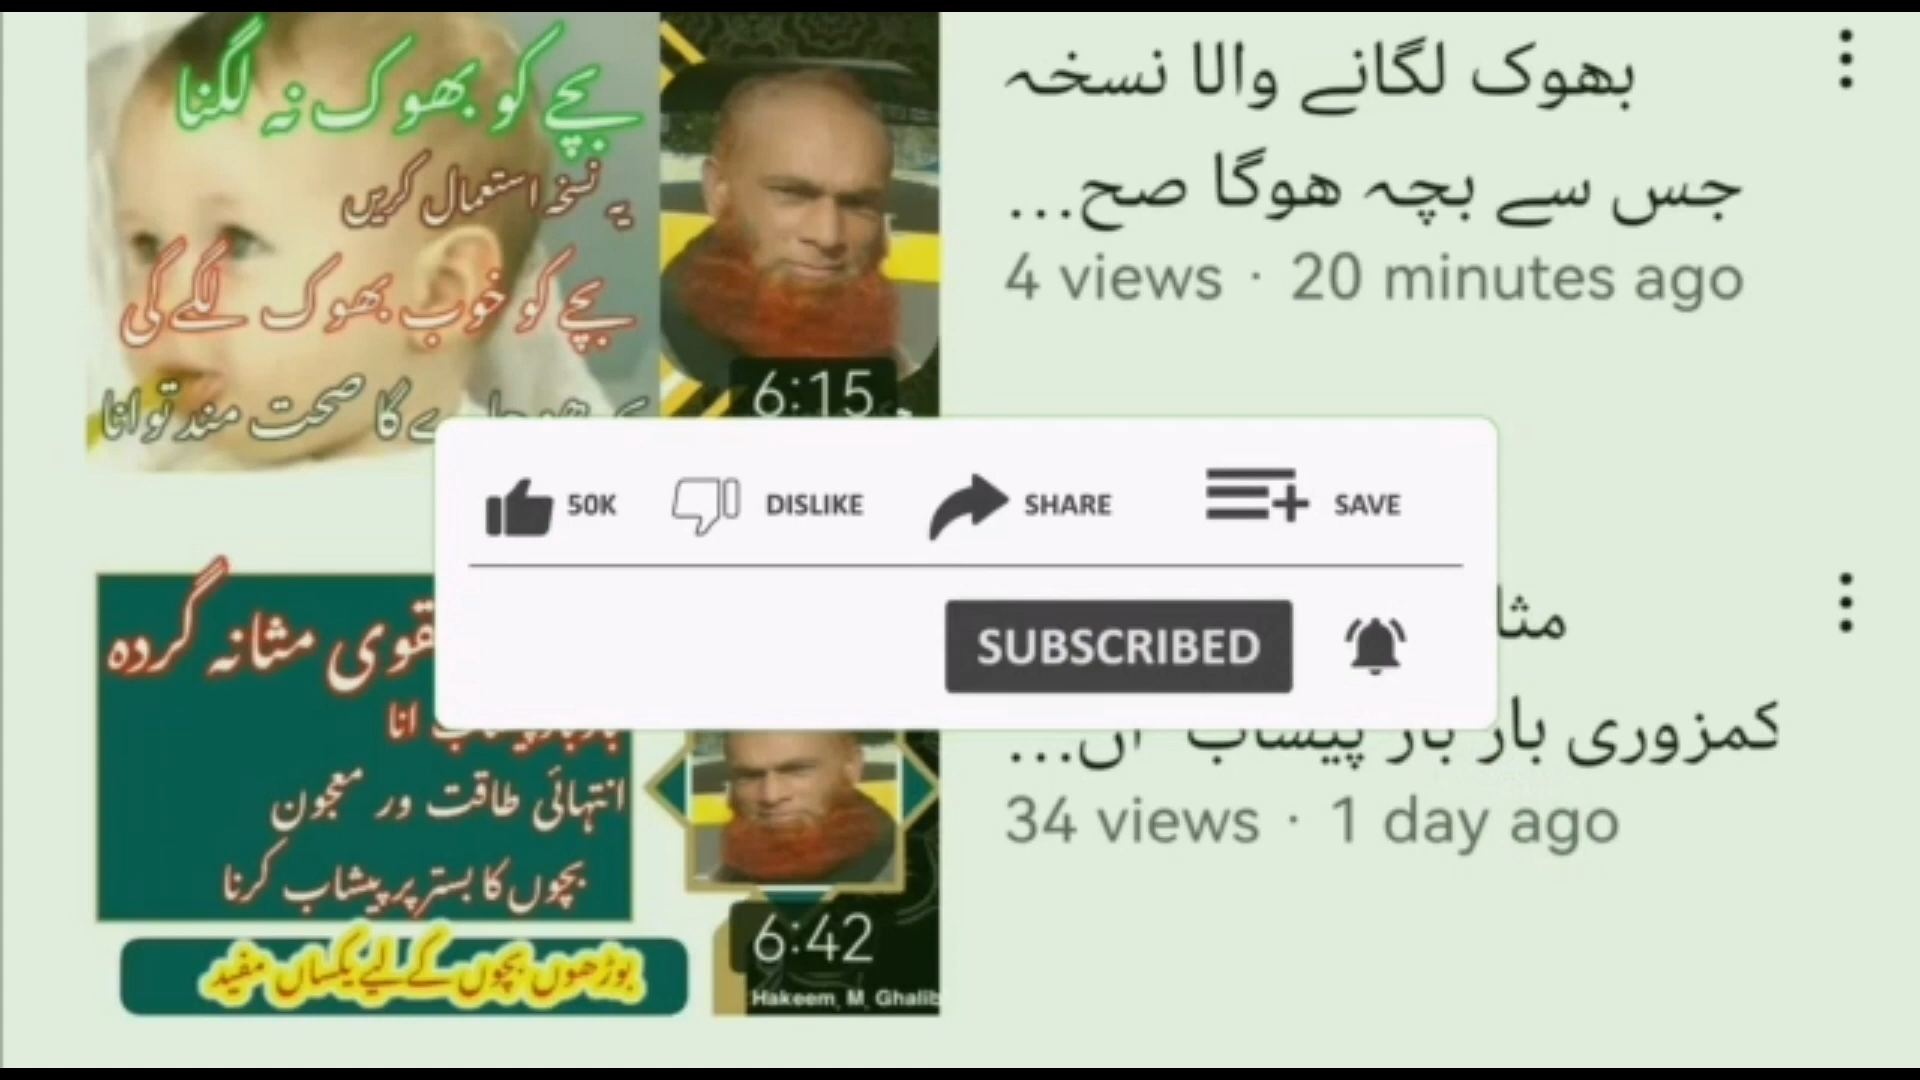 بچے کو بھوک نہ لگنا
یہ نسخہ استعمال کریں
بچے کو خوب بھوک لگے گی
گا صحت مند توانا
6:15
بھوک لگانے والا نسخہ
جس سے بچہ ھوگا صح...
4 views · 20 minutes ago
50K DISLIKE SHARE SAVE
SUBSCRIBED
مثانہ گردہ
انا
انتہائی طاقت ور معجون
بچوں کا بستر پر پیشاب کرنا
بوڑھوں بچوں کے لیے یکساں مفید
6:42
Hakeem M Ghalib
کمزوری بار بار پیشاب ان...
34 views · 1 day ago